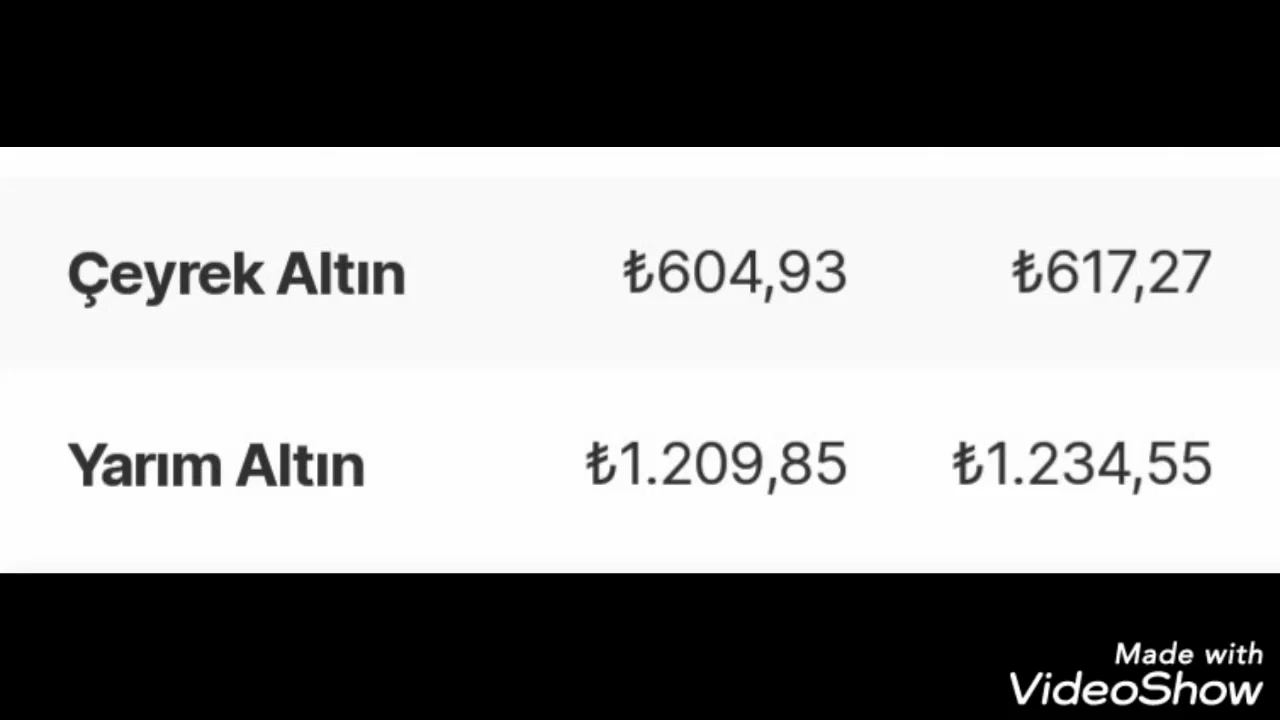 Çeyrek Altın ₺604,93 ₺617,27
Yarım Altın ₺1.209,85 ₺1.234,55
Made with
VideoShow